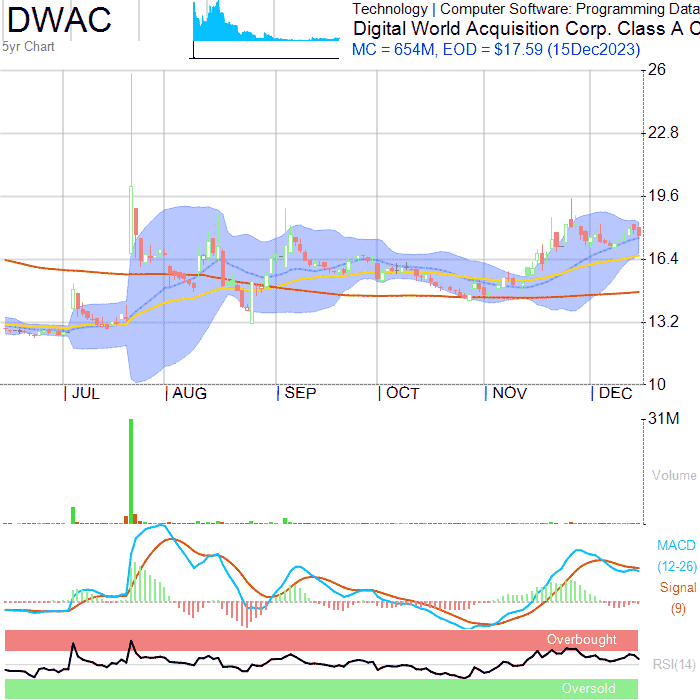 DWAC
5yr Chart
Technology | Computer Software: Programming Data
Digital World Acquisition Corp. Class A C
MC = 654M, EOD = $17.59 (15Dec2023)
26
22.8
19.6
16.4
13.2
10
| JUL | AUG | SEP | OCT | NOV | DEC
31M
Volume
MACD
(12-26)
Signal
(9)
Overbought
RSI(14)
Oversold